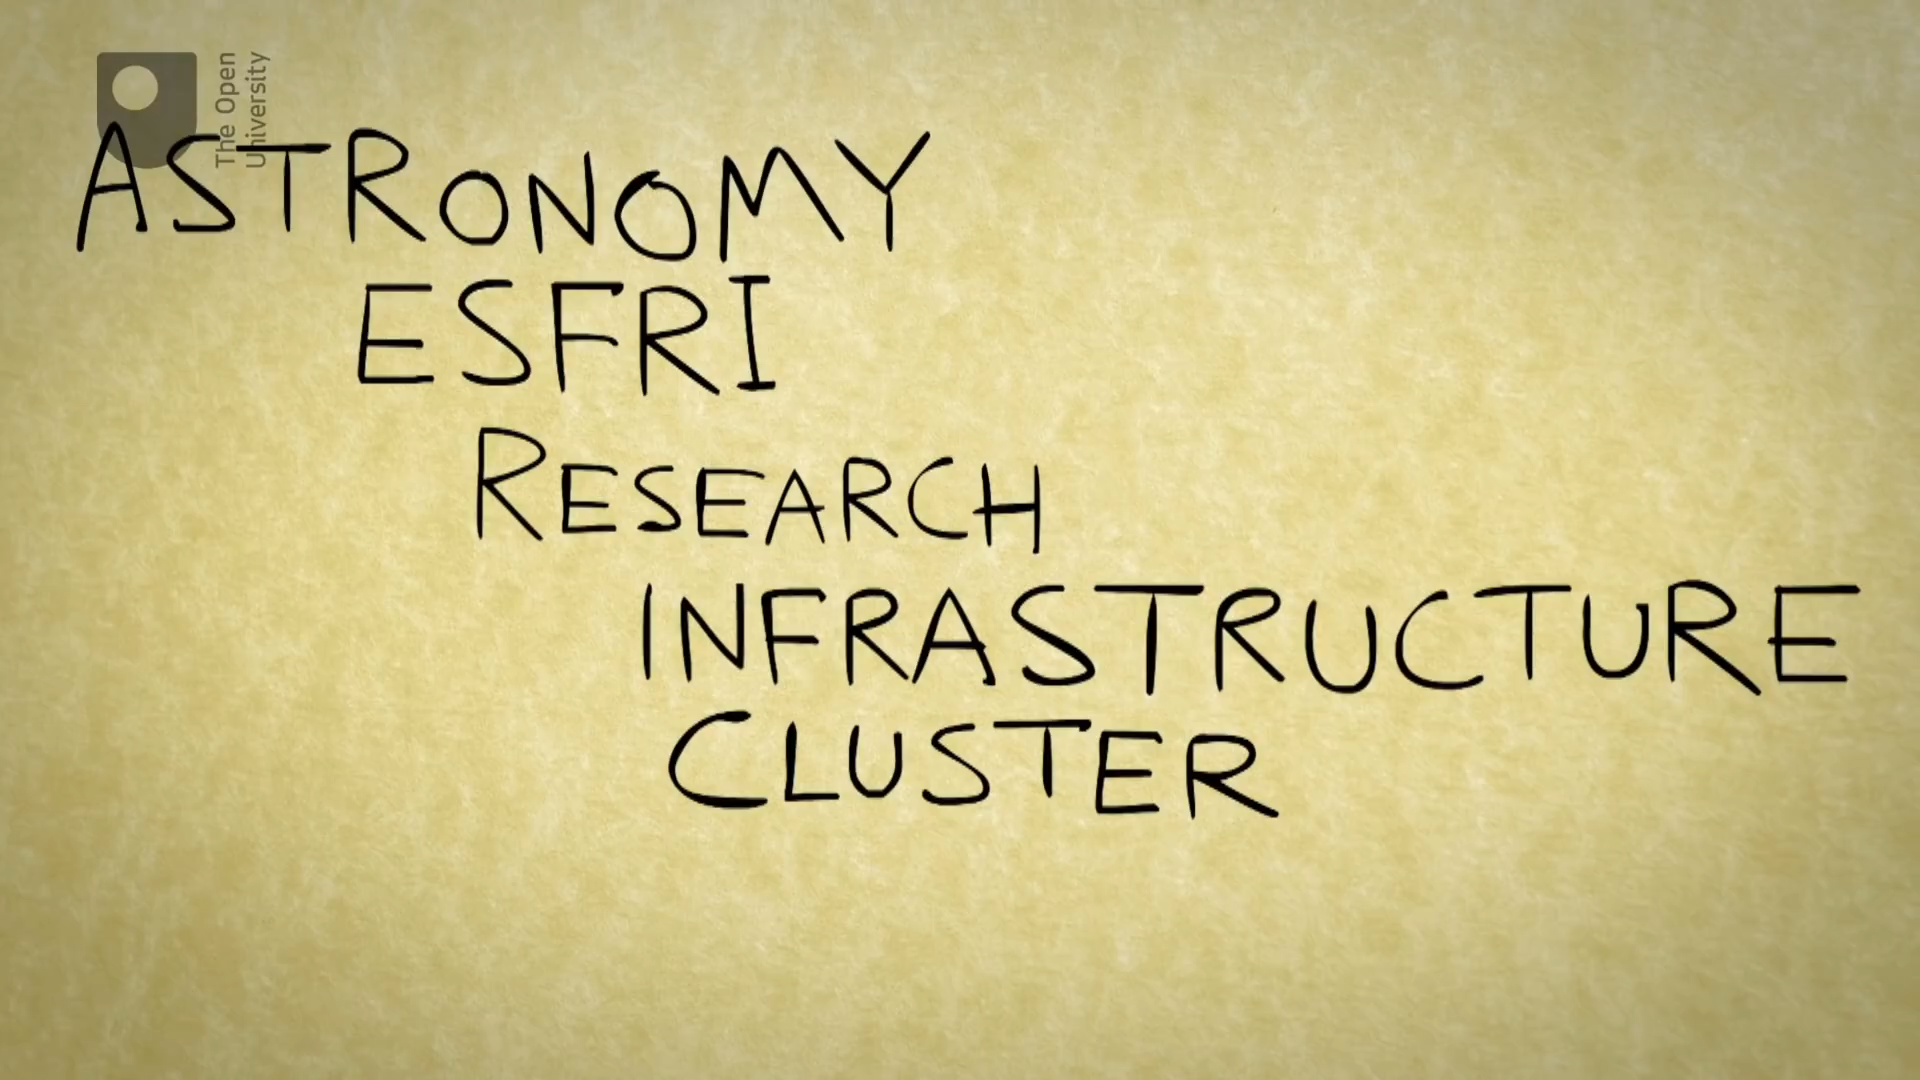 The Open
University
ASTRONOMY
ESFRI
RESEARCH
INFRASTRUCTURE
CLUSTER